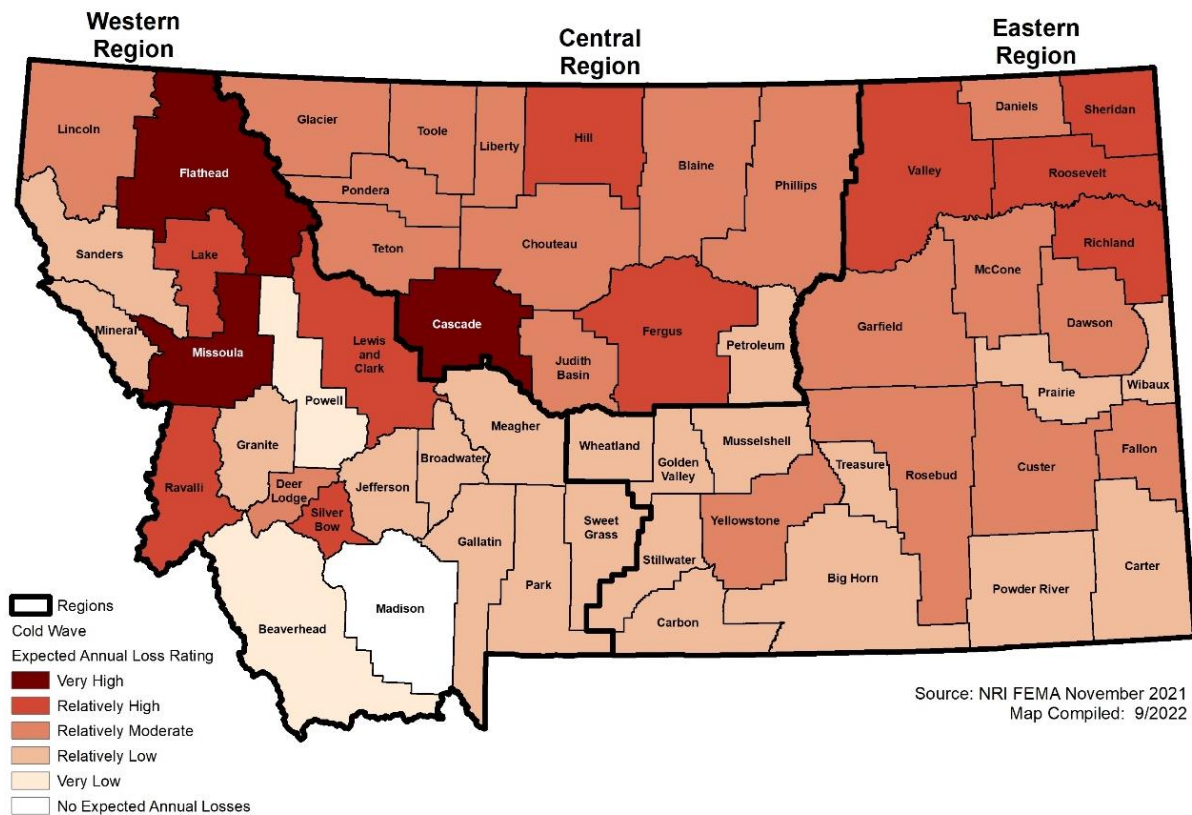 Western
Region
Central
Region
Eastern
Region
Lincoln
Flathead
Glacier
Toole
Liberty
Hill
Blaine
Phillips
Valley
Daniels
Sheridan
Roosevelt
Pondera
Teton
Chouteau
Richland
Sanders
Lake
McCone
Garfield
Dawson
Mineral
Missoula
Lewis
and
Clark
Cascade
Judith
Basin
Fergus
Petroleum
Prairie
Wibaux
Powell
Meagher
Granite
Broadwater
Jefferson
Wheatland
Golden
Valley
Musselshell
Treasure
Rosebud
Custer
Fallon
Ravalli
Deer
Lodge
Silver
Bow
Gallatin
Sweet
Grass
Stillwater
Yellowstone
Park
Big Horn
Powder River
Carter
Madison
Beaverhead
Carbon
Regions
Cold Wave
Expected Annual Loss Rating
Very High
Relatively High
Relatively Moderate
Relatively Low
Very Low
No Expected Annual Losses
Source: NRI FEMA November 2021
Map Compiled: 9/2022